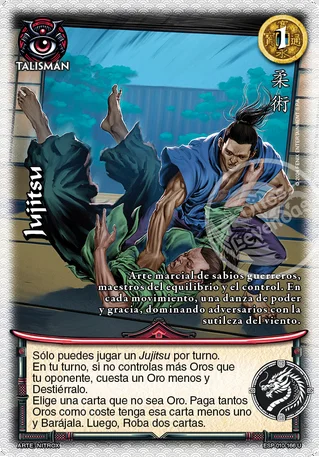 TALISMÁN
1
柔術
Jujitsu
Arte marcial de sabios guerreros,
maestros del equilibrio y el control. En
cada movimiento, una danza de poder
y gracia, dominando adversarios con la
sutileza del viento.
Sólo puedes jugar un Jujitsu por turno.
En tu turno, si no controlas más Oros que
tu oponente, cuesta un Oro menos y
Destiérralo.
Elige una carta que no sea Oro. Paga tantos
Oros como coste tenga esa carta menos uno
y Barájala. Luego, Roba dos cartas.
ARTE: NITROX